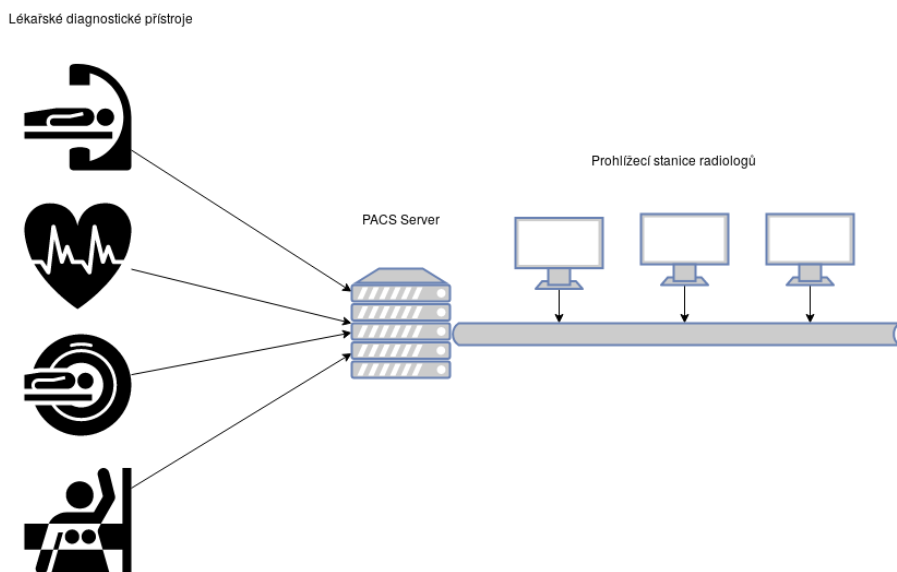 Lékařské diagnostické přístroje
Prohlížecí stanice radiologů
PACS Server